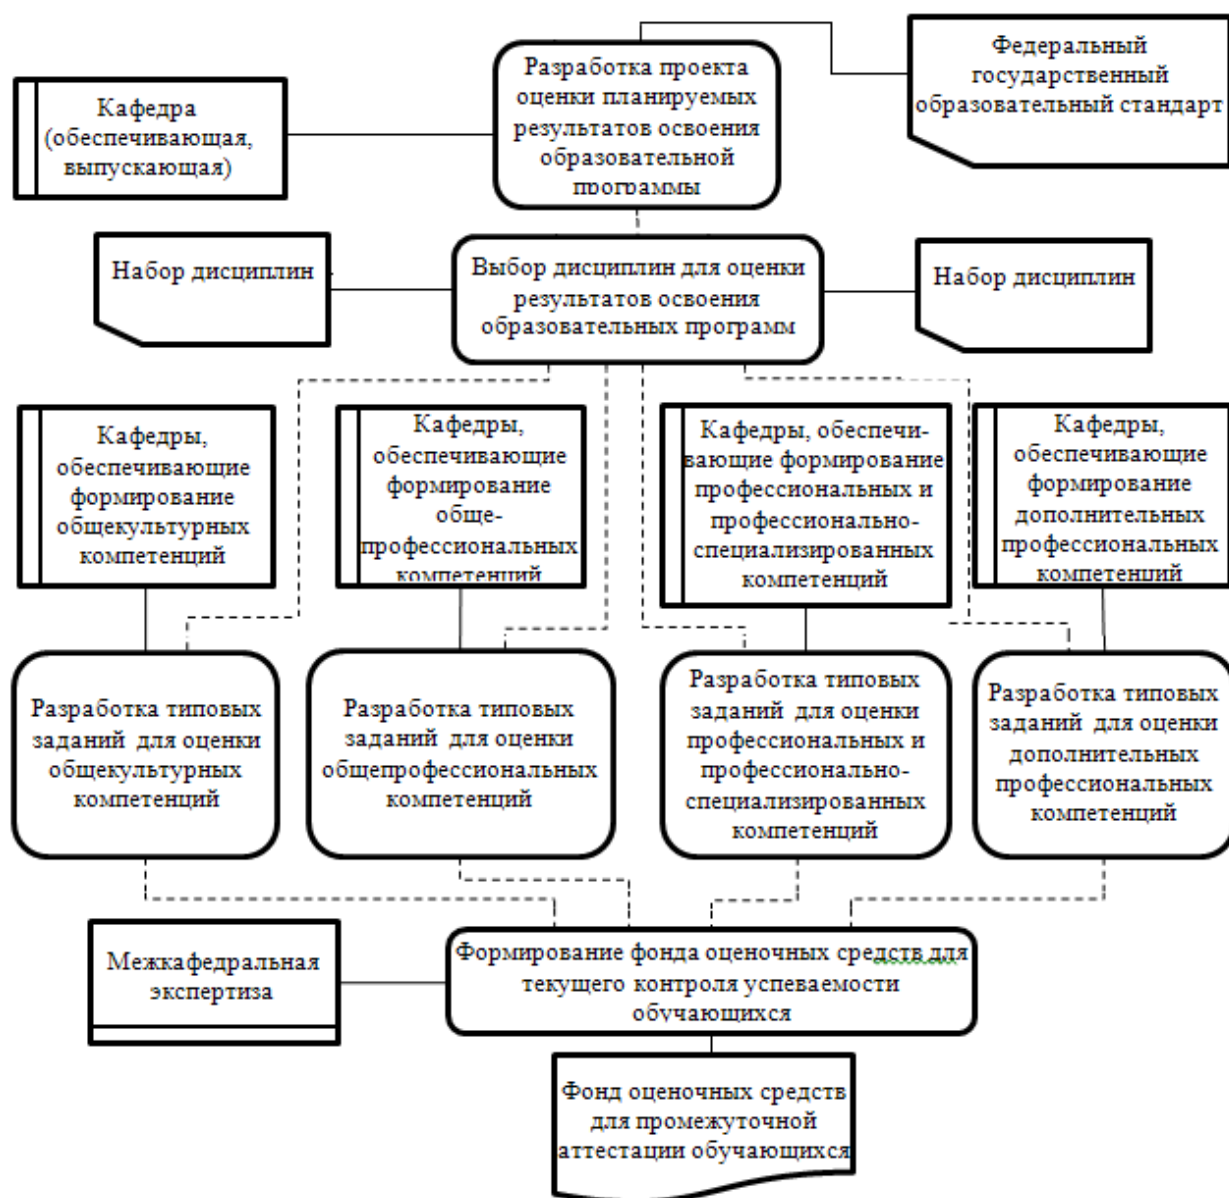 Разработка проекта
оценки планируемых
результатов освоения
образовательной
программы
Федеральный
государственный
образовательный стандарт
Кафедра
(обеспечивающая,
выпускающая)
Набор дисциплин
Выбор дисциплин для оценки
результатов освоения
образовательных программ
Набор дисциплин
Кафедры,
обеспечивающие
формирование
общекультурных
компетенций
Кафедры,
обеспечивающие
формирование
обще-
профессиональных
компетенций
Кафедры, обеспечи-
вающие формирование
профессиональных и
профессионально-
специализированных
компетенций
Кафедры,
обеспечивающие
формирование
дополнительных
профессиональных
компетенций
Разработка типовых
заданий для оценки
общекультурных
компетенций
Разработка типовых
заданий для оценки
общепрофессиональных
компетенций
Разработка типовых
заданий для оценки
профессиональных и
профессионально-
специализированных
компетенций
Разработка типовых
заданий для оценки
дополнительных
профессиональных
компетенций
Межкафедральная
экспертиза
Формирование фонда оценочных средств для
текущего контроля успеваемости
обучающихся
Фонд оценочных средств
для промежуточной
аттестации обучающихся